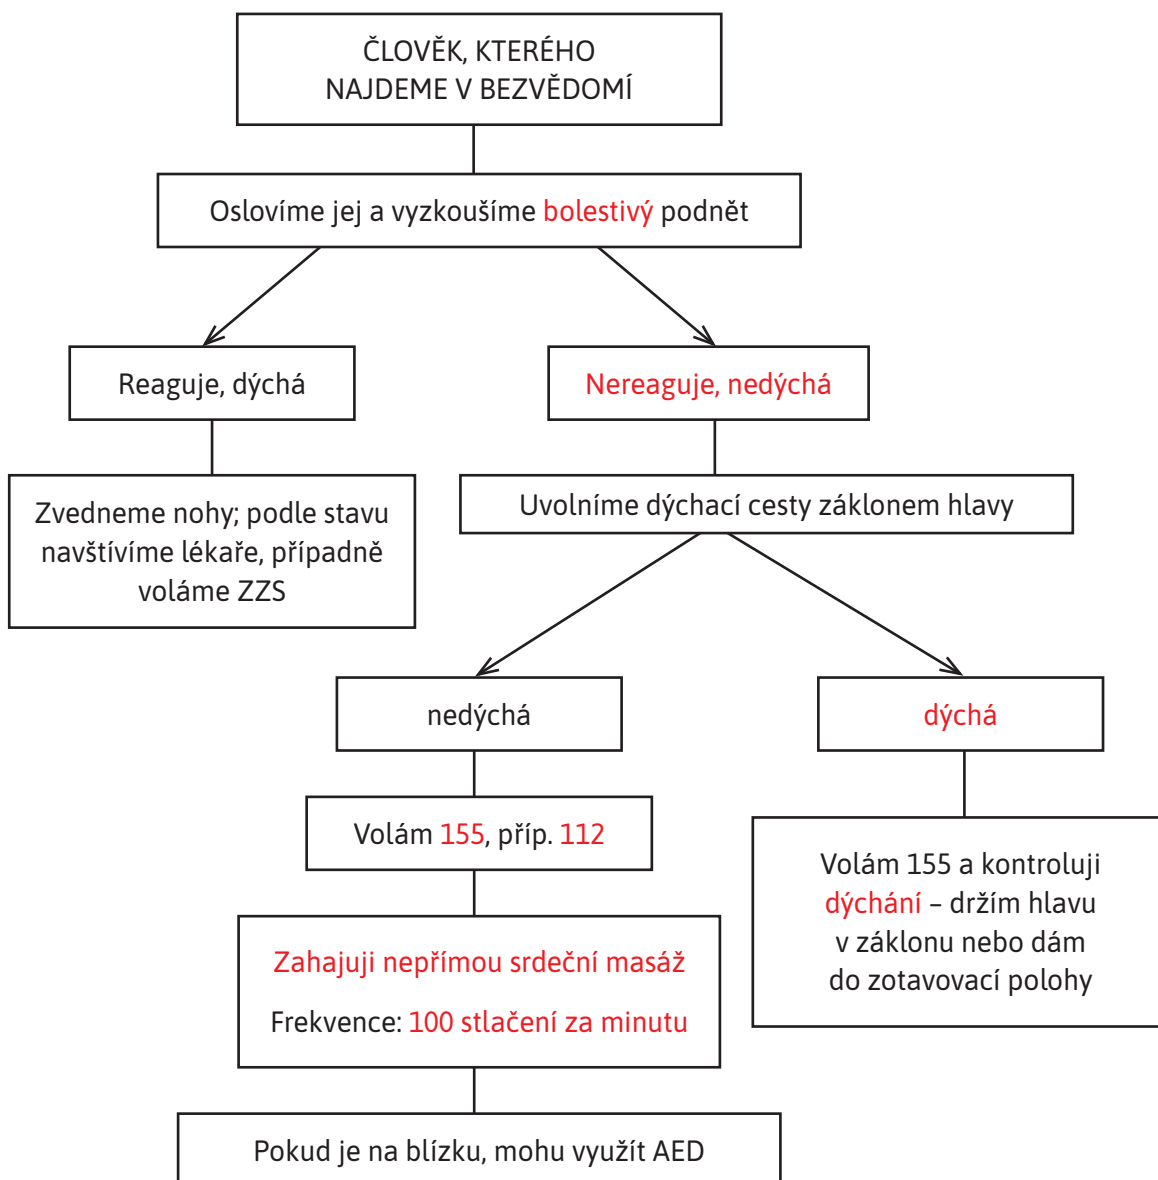 ČLOVĚK, KTERÉHO
NAJDEME V BEZVĚDOMÍ
Oslovíme jej a vyzkoušíme bolestivý podnět
Reaguje, dýchá
Nereaguje, nedýchá
Zvedneme nohy; podle stavu
navštívíme lékaře, případně
voláme ZZS
Uvolníme dýchací cesty záklonem hlavy
nedýchá
dýchá
Volám 155, příp. 112
Volám 155 a kontroluji
dýchání – držím hlavu
v záklonu nebo dám
do zotavovací polohy
Zahajuji nepřímou srdeční masáž
Frekvence: 100 stlačení za minutu
Pokud je na blízku, mohu využít AED